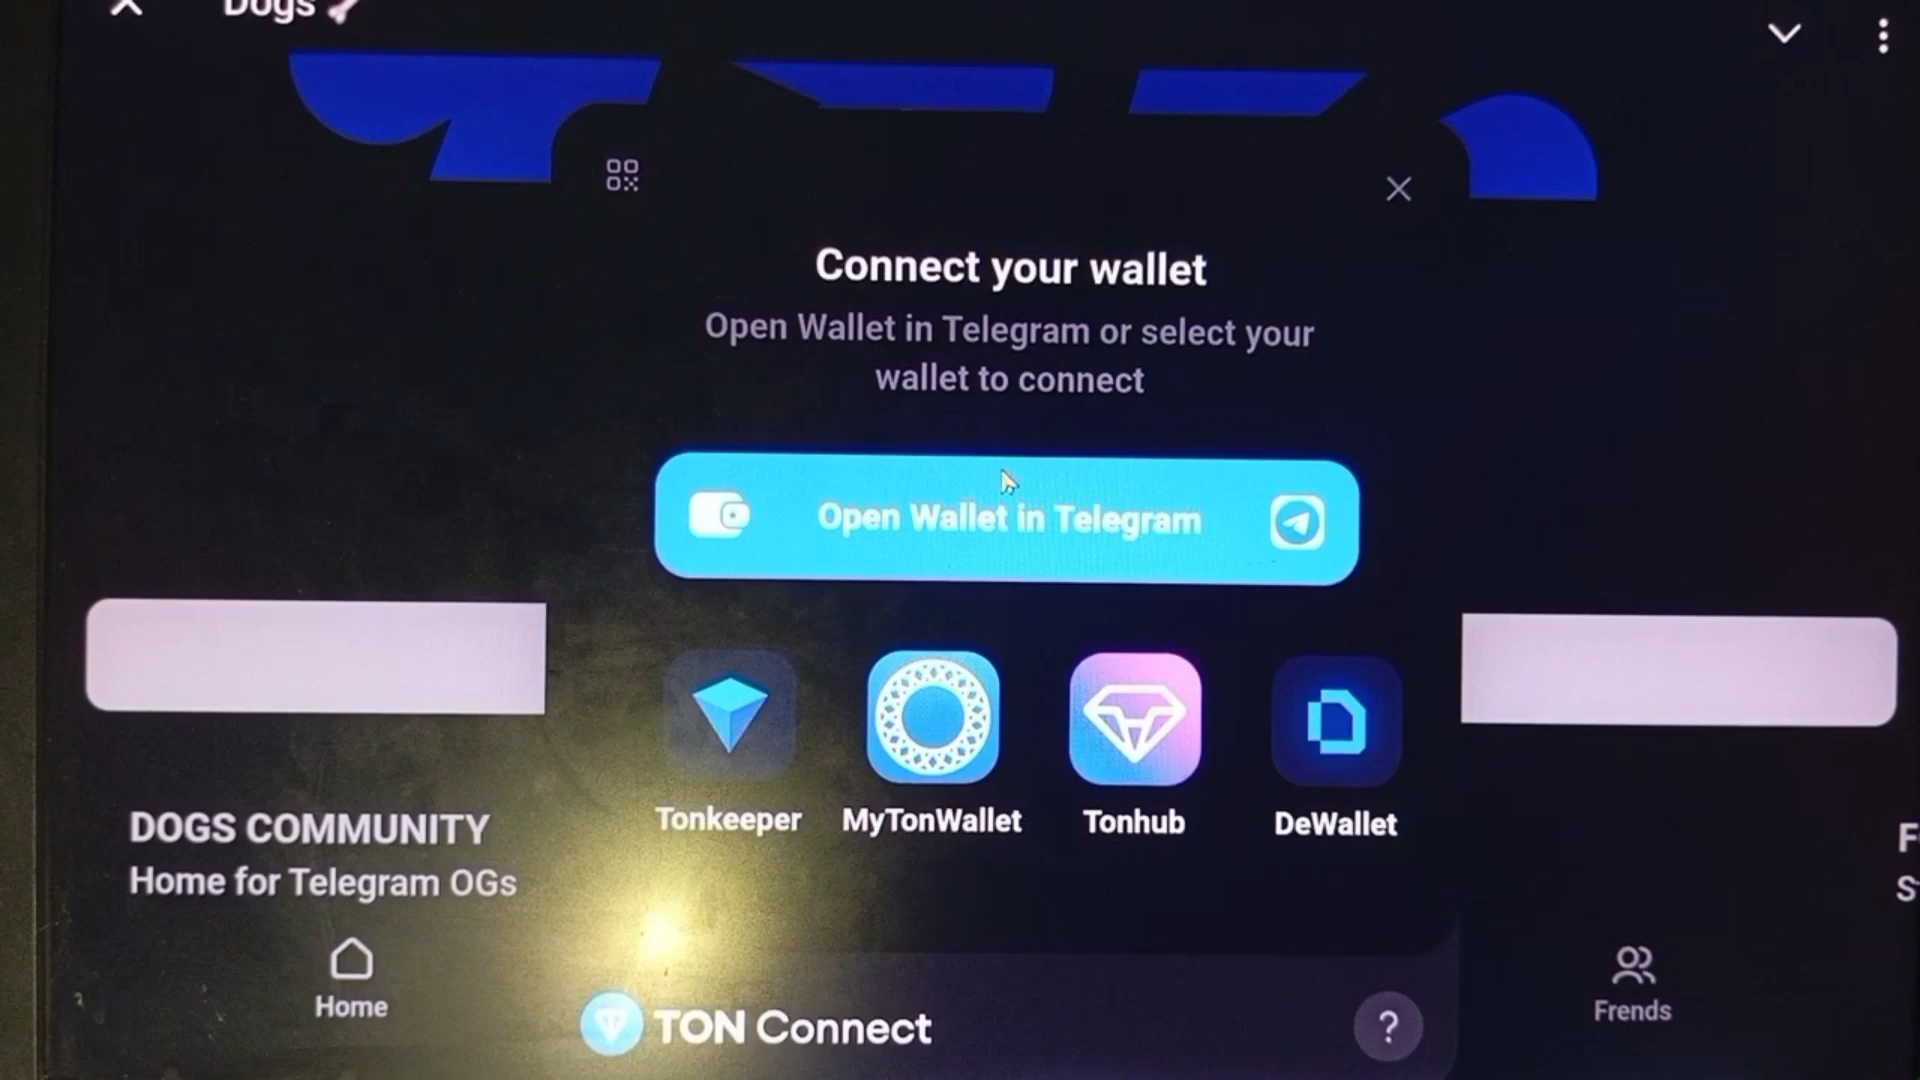 Dogs
Connect your wallet
Open Wallet in Telegram or select your
wallet to connect
Open Wallet in Telegram
Tonkeeper
MyTonWallet
Tonhub
DeWallet
DOGS COMMUNITY
Home for Telegram OGs
Home
Frends
TON Connect
?